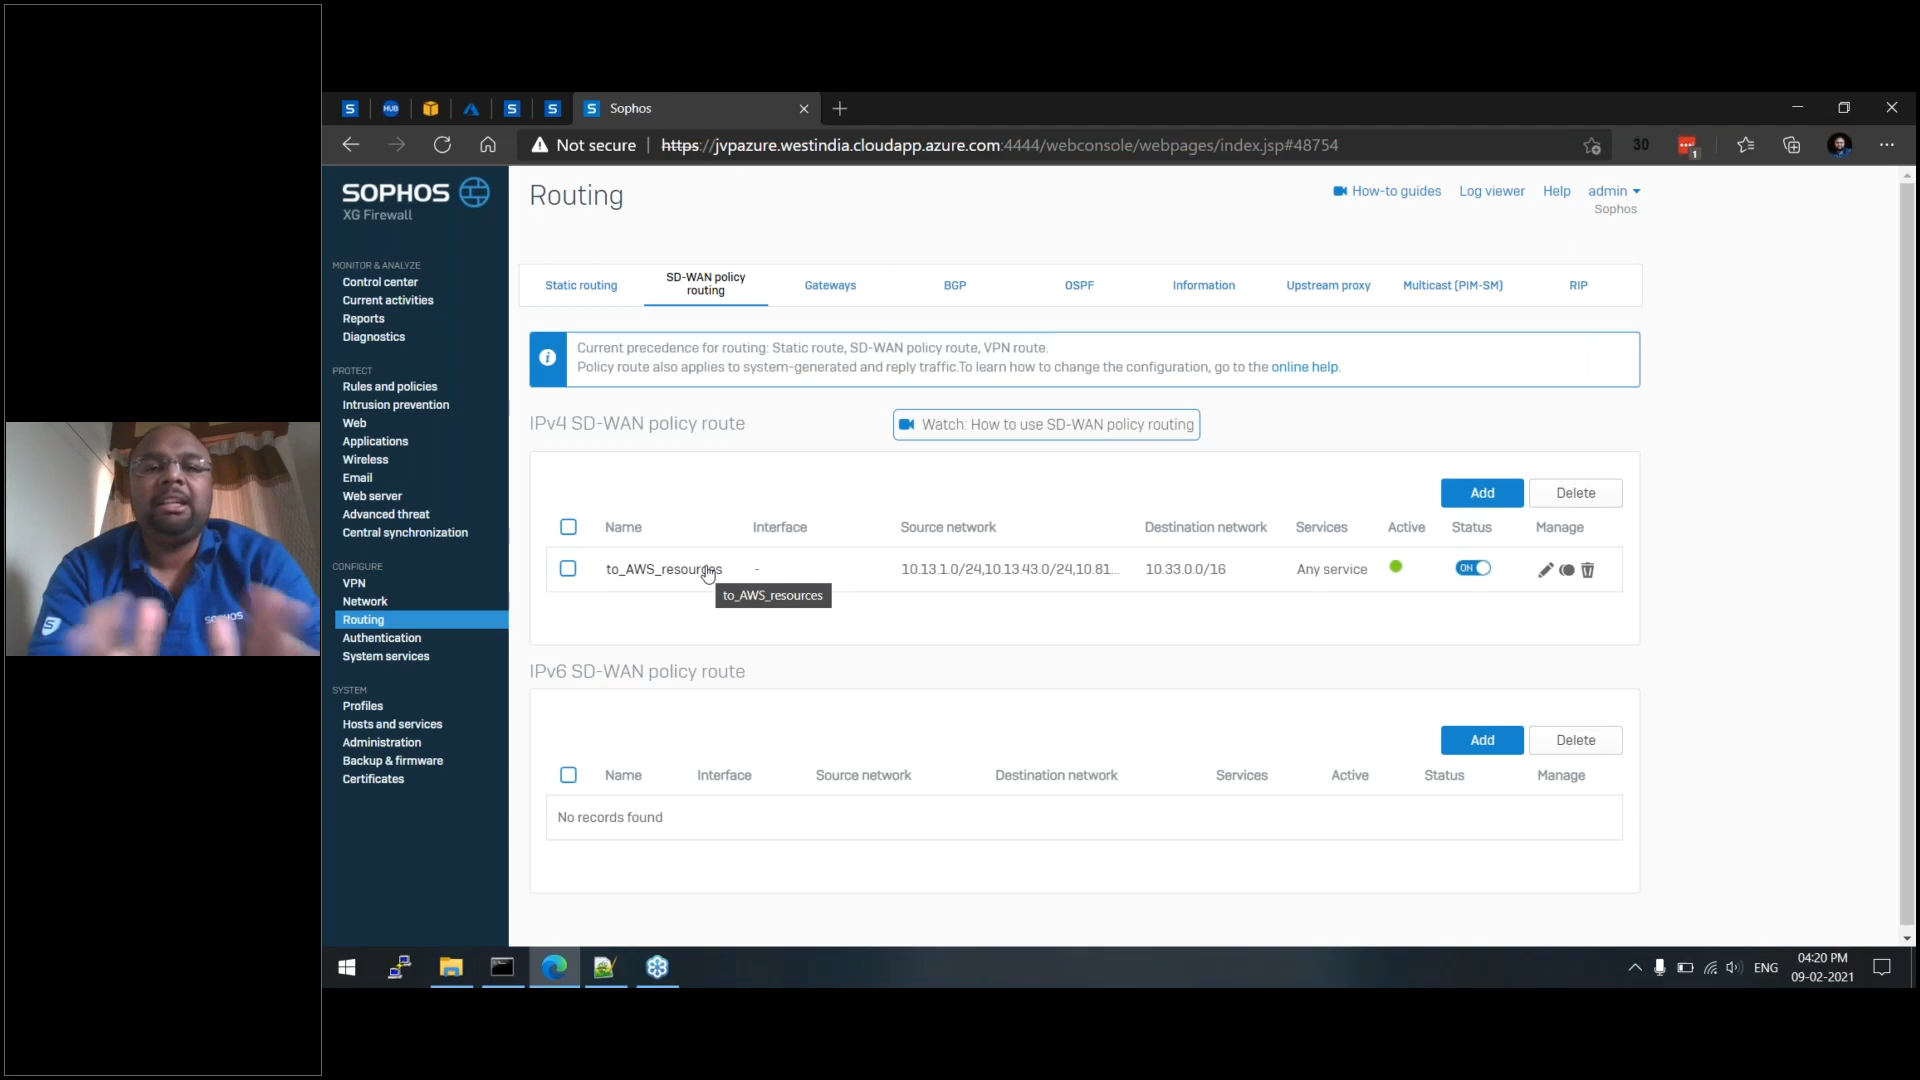 HUB
Sophos
Not secure
https://jvpazure.westindia.cloudapp.azure.com:4444/webconsole/webpages/index.jsp#48754
30
1
SOPHOS
XG Firewall
MONITOR & ANALYZE
Control center
Current activities
Reports
Diagnostics
PROTECT
Rules and policies
Intrusion prevention
Web
Applications
Wireless
Email
Web server
Advanced threat
Central synchronization
CONFIGURE
VPN
Network
Routing
Authentication
System services
SYSTEM
Profiles
Hosts and services
Administration
Backup & firmware
Certificates
Routing
How-to guides Log viewer Help admin
Sophos
Static routing SD-WAN policy routing Gateways BGP OSPF Information Upstream proxy Multicast (PIM-SM) RIP
Current precedence for routing: Static route, SD-WAN policy route, VPN route.
Policy route also applies to system-generated and reply traffic.To learn how to change the configuration, go to the online help.
IPv4 SD-WAN policy route
Watch: How to use SD-WAN policy routing
Add Delete
Name Interface Source network Destination network Services Active Status Manage
to_AWS_resources - 10.13.1.0/24,10.13.43.0/24,10.81... 10.33.0.0/16 Any service ON
to_AWS_resources
IPv6 SD-WAN policy route
Add Delete
Name Interface Source network Destination network Services Active Status Manage
No records found
SOPHOS
ENG
04:20 PM
09-02-2021